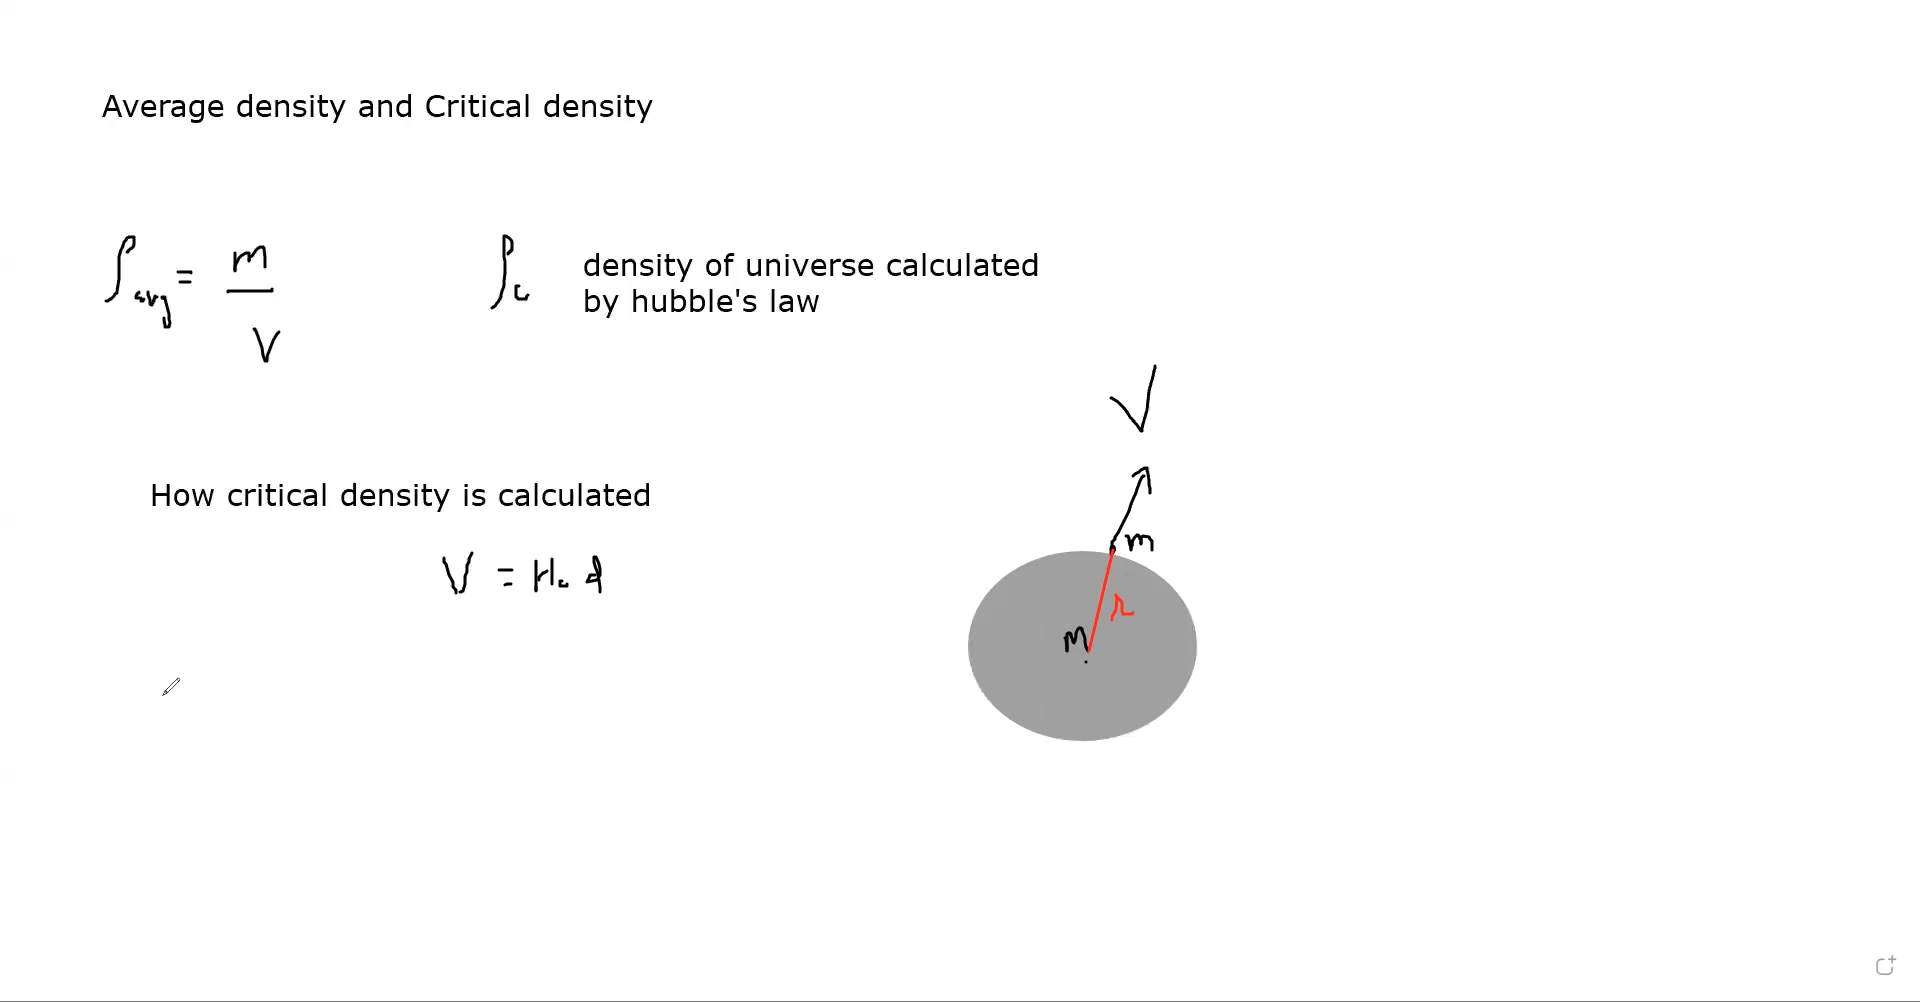 Average density and Critical density
ρavg = m
V
ρc
density of universe calculated
by hubble's law
V
How critical density is calculated
m
V = H₀ d
r
M